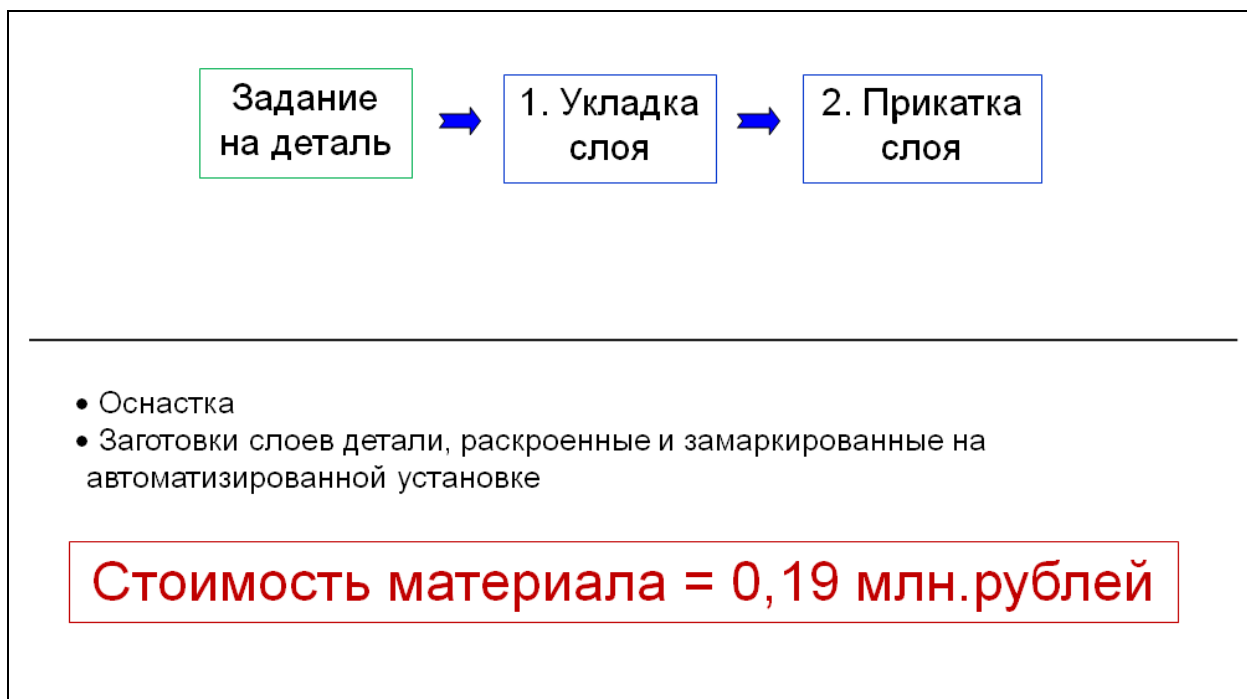 Задание
на деталь
1. Укладка
слоя
2. Прикатка
слоя
• Оснастка
• Заготовки слоев детали, раскроенные и замаркированные на
автоматизированной установке
Стоимость материала = 0,19 млн.рублей